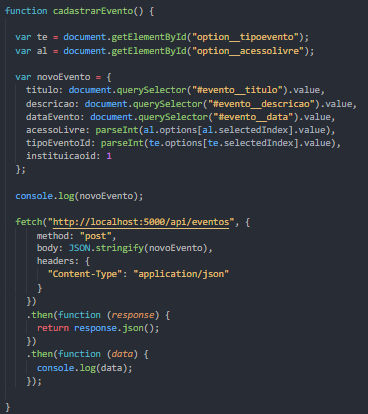 function cadastrarEvento() {
var te = document.getElementById("option__tipoevento");
var al = document.getElementById("option__acessolivre");
var novoEvento = {
titulo: document.querySelector("#evento__titulo").value,
descricao: document.querySelector("#evento__descricao").value,
dataEvento: document.querySelector("#evento__data").value,
acessoLivre: parseInt(al.options[al.selectedIndex].value),
tipoEventoId: parseInt(te.options[te.selectedIndex].value),
instituicaoid: 1
};
console.log(novoEvento);
fetch("http://localhost:5000/api/eventos", {
method: "post",
body: JSON.stringify(novoEvento),
headers: {
"Content-Type": "application/json"
}
})
.then(function (response) {
return response.json();
})
.then(function (data) {
console.log(data);
});
}